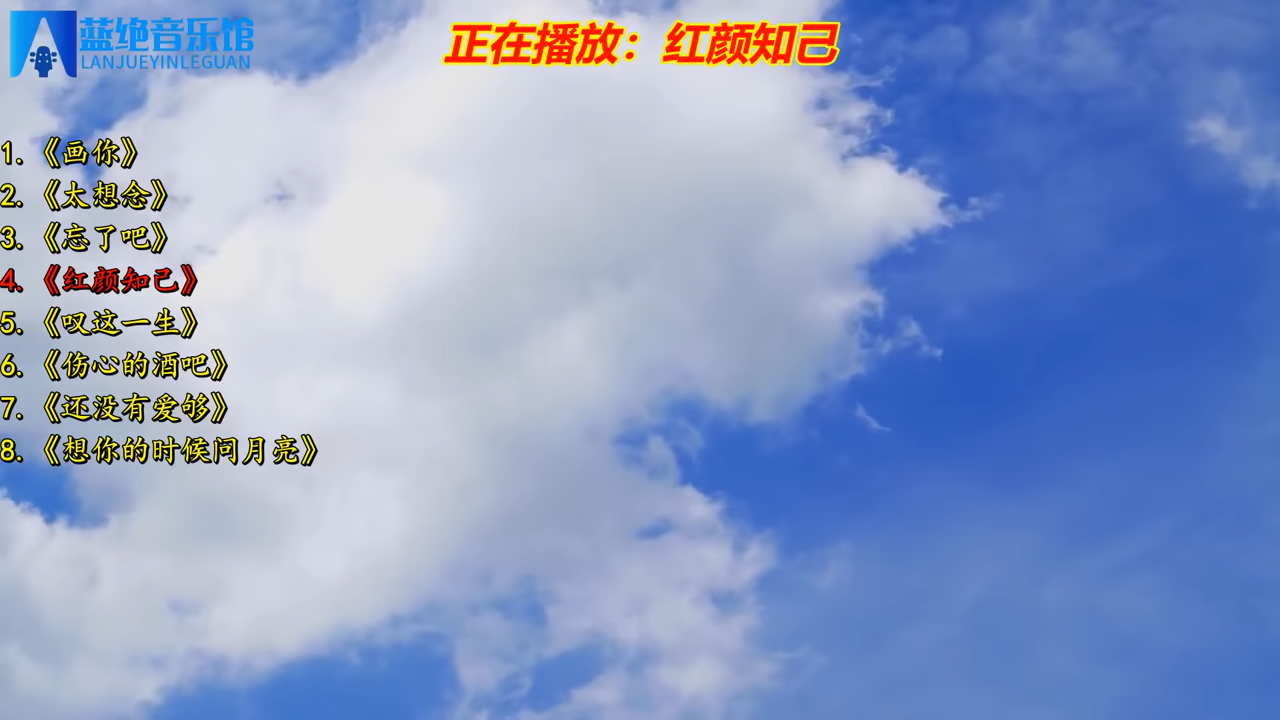 蓝绝音乐馆
LANJUEYINLEGUAN
正在播放：红颜知己
1.《画你》
2.《太想念》
3.《忘了吧》
4.《红颜知己》
5.《叹这一生》
6.《伤心的酒吧》
7.《还没有爱够》
8.《想你的时候问月亮》